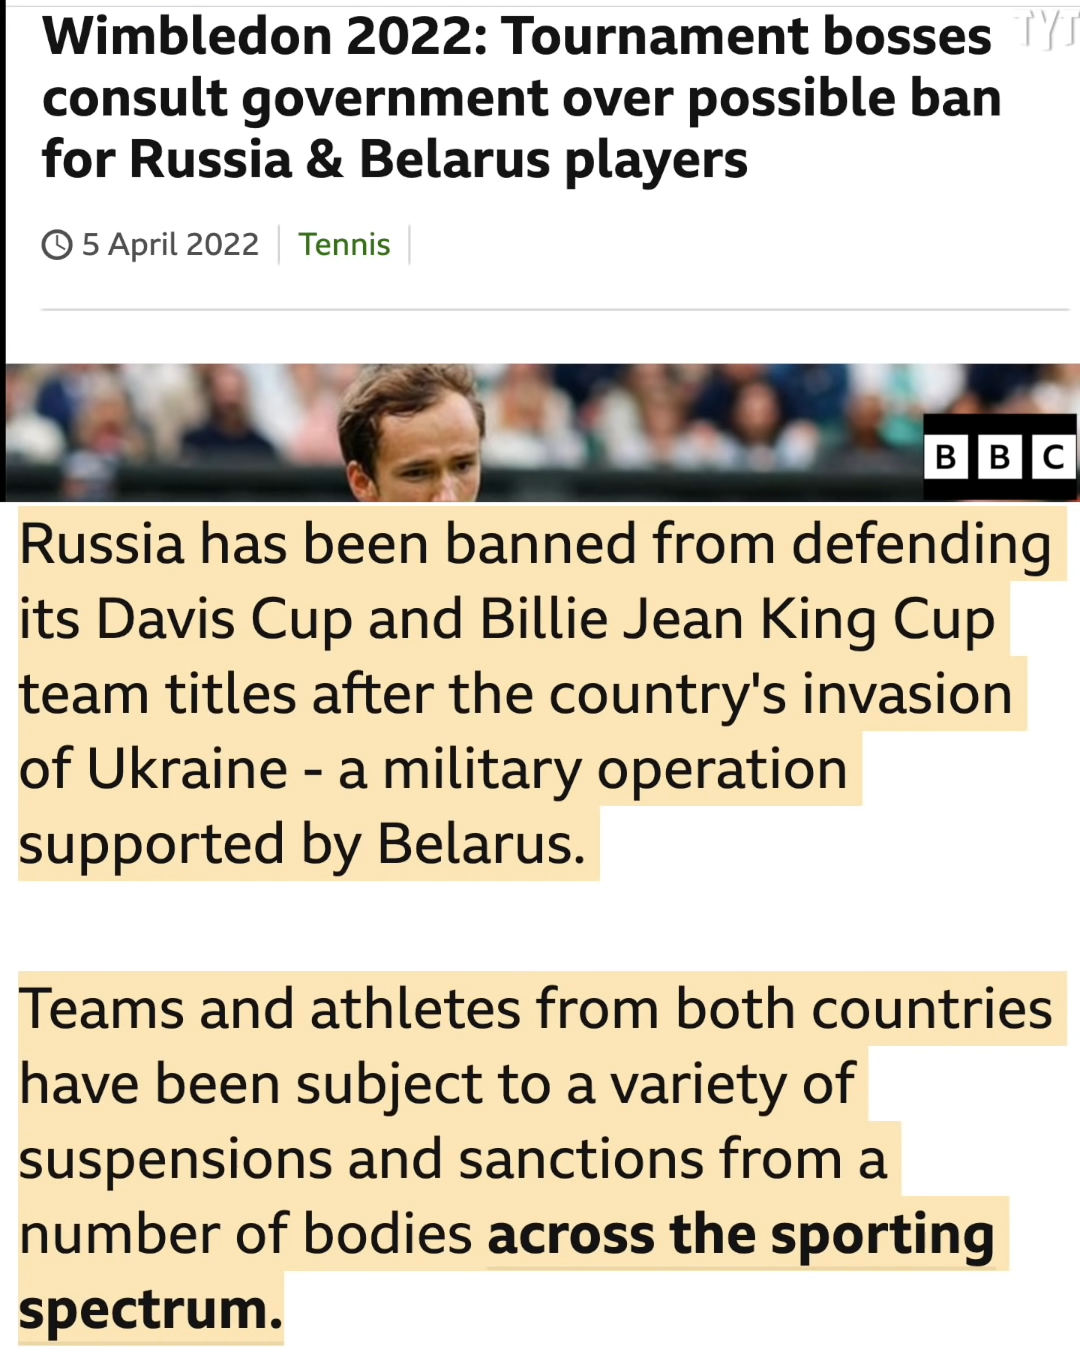 Wimbledon 2022: Tournament bosses
TYT
consult government over possible ban
for Russia & Belarus players
5 April 2022
Tennis
BBC
Russia has been banned from defending
its Davis Cup and Billie Jean King Cup
team titles after the country's invasion
of Ukraine - a military operation
supported by Belarus.
Teams and athletes from both countries
have been subject to a variety of
suspensions and sanctions from a
number of bodies across the sporting
spectrum.